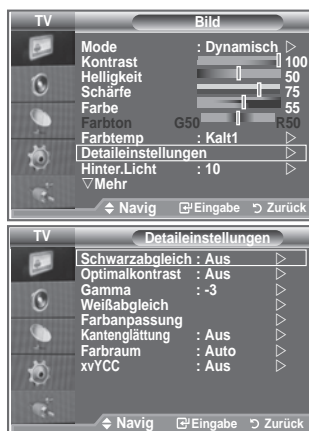 TV Bild
Mode : Dynamisch ▷
Kontrast 100
Helligkeit 50
Schärfe 75
Farbe 55
Farbton G50 R50
Farbtemp : Kalt1 ▷
Detaileinstellungen ▷
Hinter.Licht : 10 ▷
▽Mehr
Navig Eingabe Zurück
TV Detaileinstellungen
Schwarzabgleich : Aus ▷
Optimalkontrast : Aus ▷
Gamma : -3 ▷
Weißabgleich ▷
Farbanpassung ▷
Kantenglättung : Aus ▷
Farbraum : Auto ▷
xvYCC : Aus ▷
Navig Eingabe Zurück